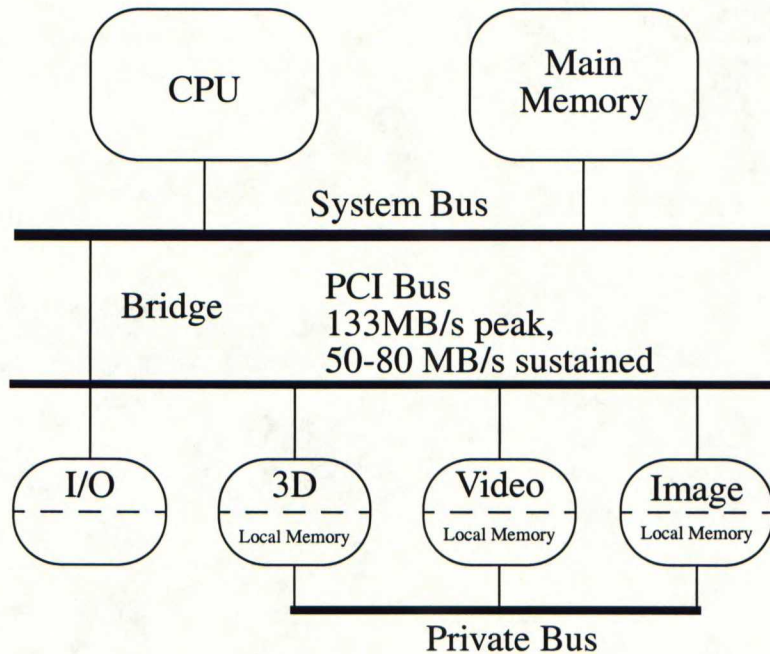 CPU
Main
Memory
System Bus
Bridge
PCI Bus
133MB/s peak,
50-80 MB/s sustained
I/O
3D
Local Memory
Video
Local Memory
Image
Local Memory
Private Bus